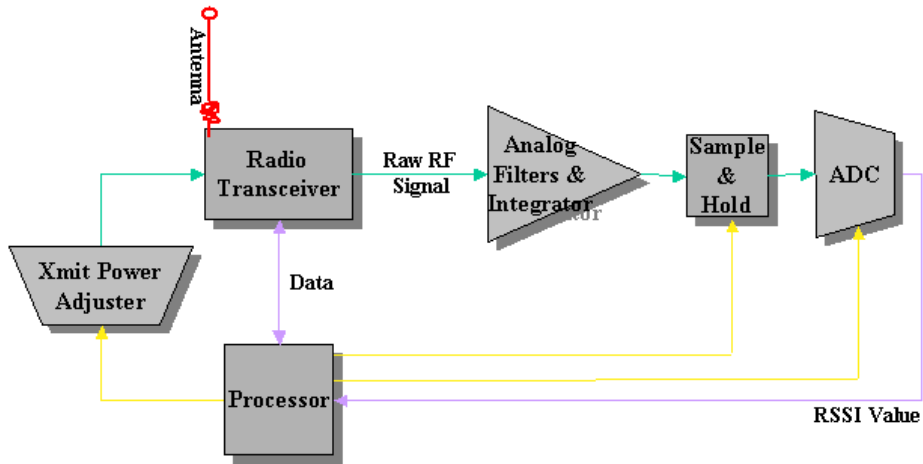 Antenna
Radio
Transceiver
Raw RF
Signal
Analog
Filters &
Integrator
Sample
&
Hold
ADC
Xmit Power
Adjuster
Data
Processor
RSSI Value